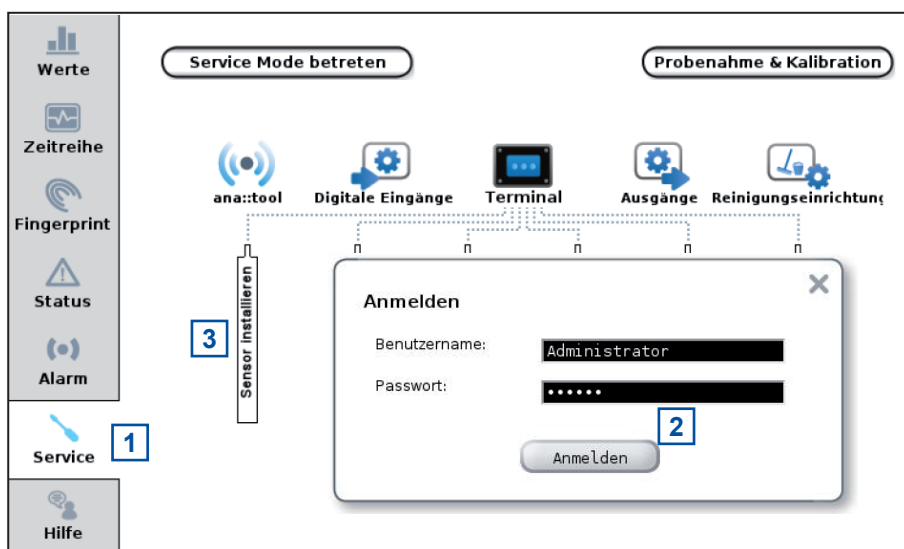 Werte
Zeitreihe
Fingerprint
Status
Alarm
Service
Hilfe
1
Service Mode betreten
Probenahme & Kalibration
ana::tool
Digitale Eingänge
Terminal
Ausgänge
Reinigungseinrichtung
3
Sensor installieren
Anmelden
Benutzername:
Administrator
Passwort:
••••••
2
Anmelden